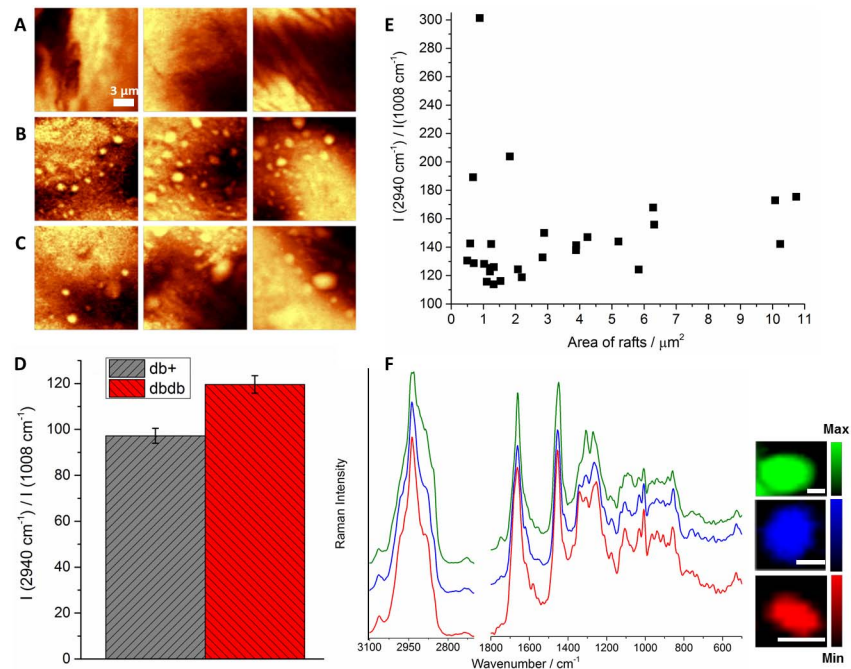 A
3 μm
B
C
E
I (2940 cm⁻¹) / I(1008 cm⁻¹)
300
280
260
240
220
200
180
160
140
120
100
0 1 2 3 4 5 6 7 8 9 10 11
Area of rafts / μm²
D
I (2940 cm⁻¹) / I (1008 cm⁻¹)
120
100
80
60
40
20
0
db+
dbdb
F
Raman Intensity
3100 2950 2800 1800 1600 1400 1200 1000 800 600
Wavenumber / cm⁻¹
Max
Min